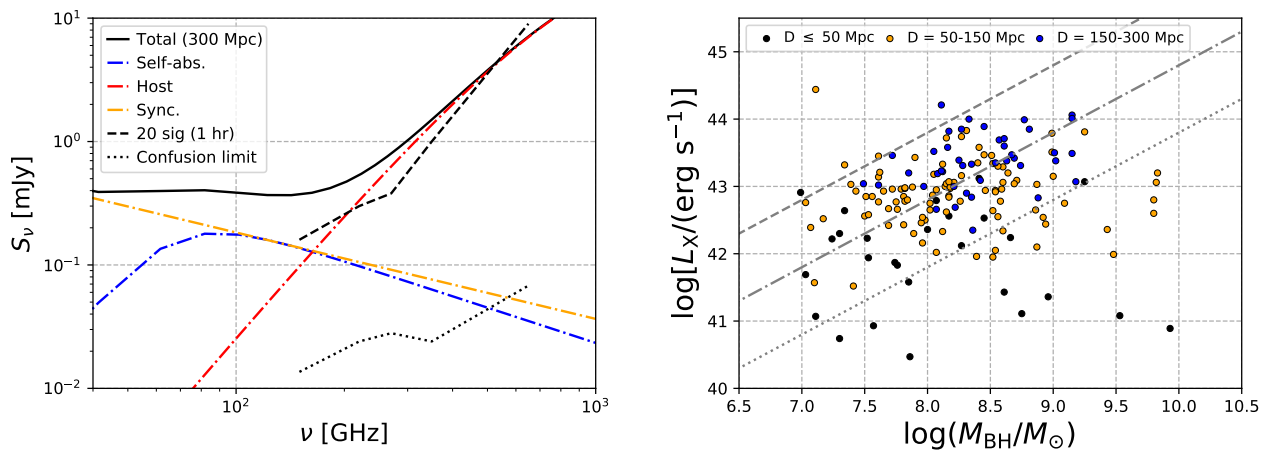 10^1
10^0
10^-1
10^-2
S_ν [mJy]
Total (300 Mpc)
Self-abs.
Host
Sync.
20 sig (1 hr)
Confusion limit
10^2
10^3
ν [GHz]
D ≤ 50 Mpc
D = 50-150 Mpc
D = 150-300 Mpc
45
44
43
42
41
40
log[L_X/(erg s^−1)]
6.5 7.0 7.5 8.0 8.5 9.0 9.5 10.0 10.5
log(M_BH/M_⊙)